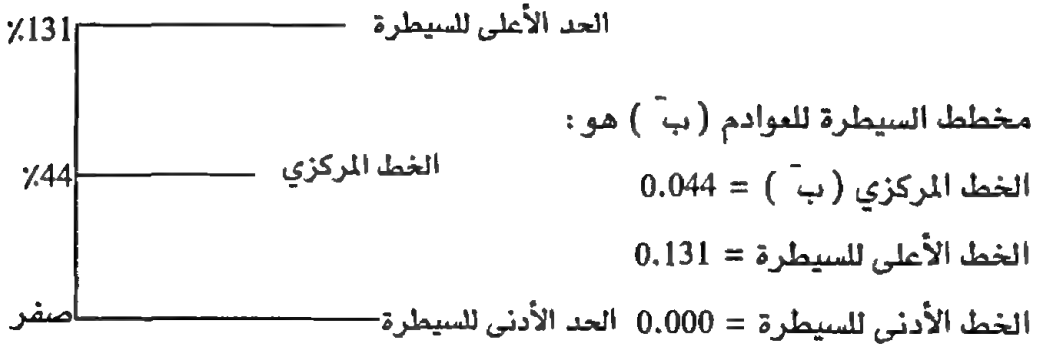 الحد الأعلى للسيطرة ٪131
مخطط السيطرة للعوادم ( ب¯ ) هو :
الخط المركزي ٪44
الخط المركزي ( ب¯ ) = 0.044
الخط الأعلى للسيطرة = 0.131
الخط الأدنى للسيطرة = 0.000 الحد الأدنى للسيطرة صفر